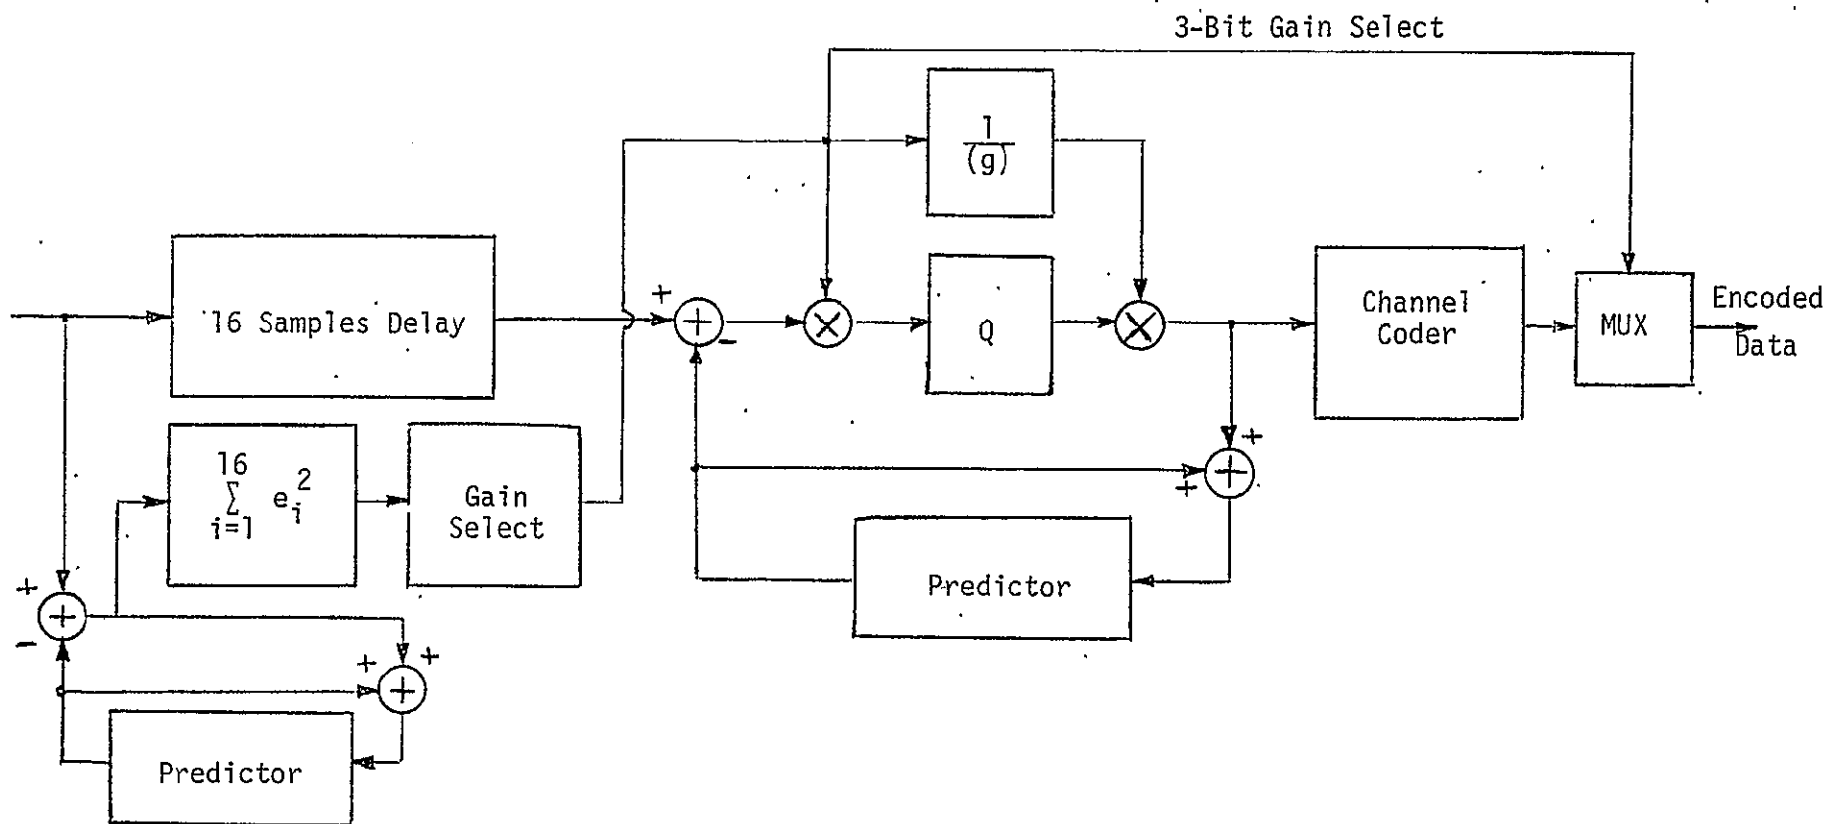 3-Bit Gain Select
1
(g)
16 Samples Delay
+
+
-
×
Q
×
Channel
Coder
MUX
Encoded
Data
16
Σ e_i^2
i=1
Gain
Select
+
+
+
Predictor
+
+
-
+
+
+
Predictor